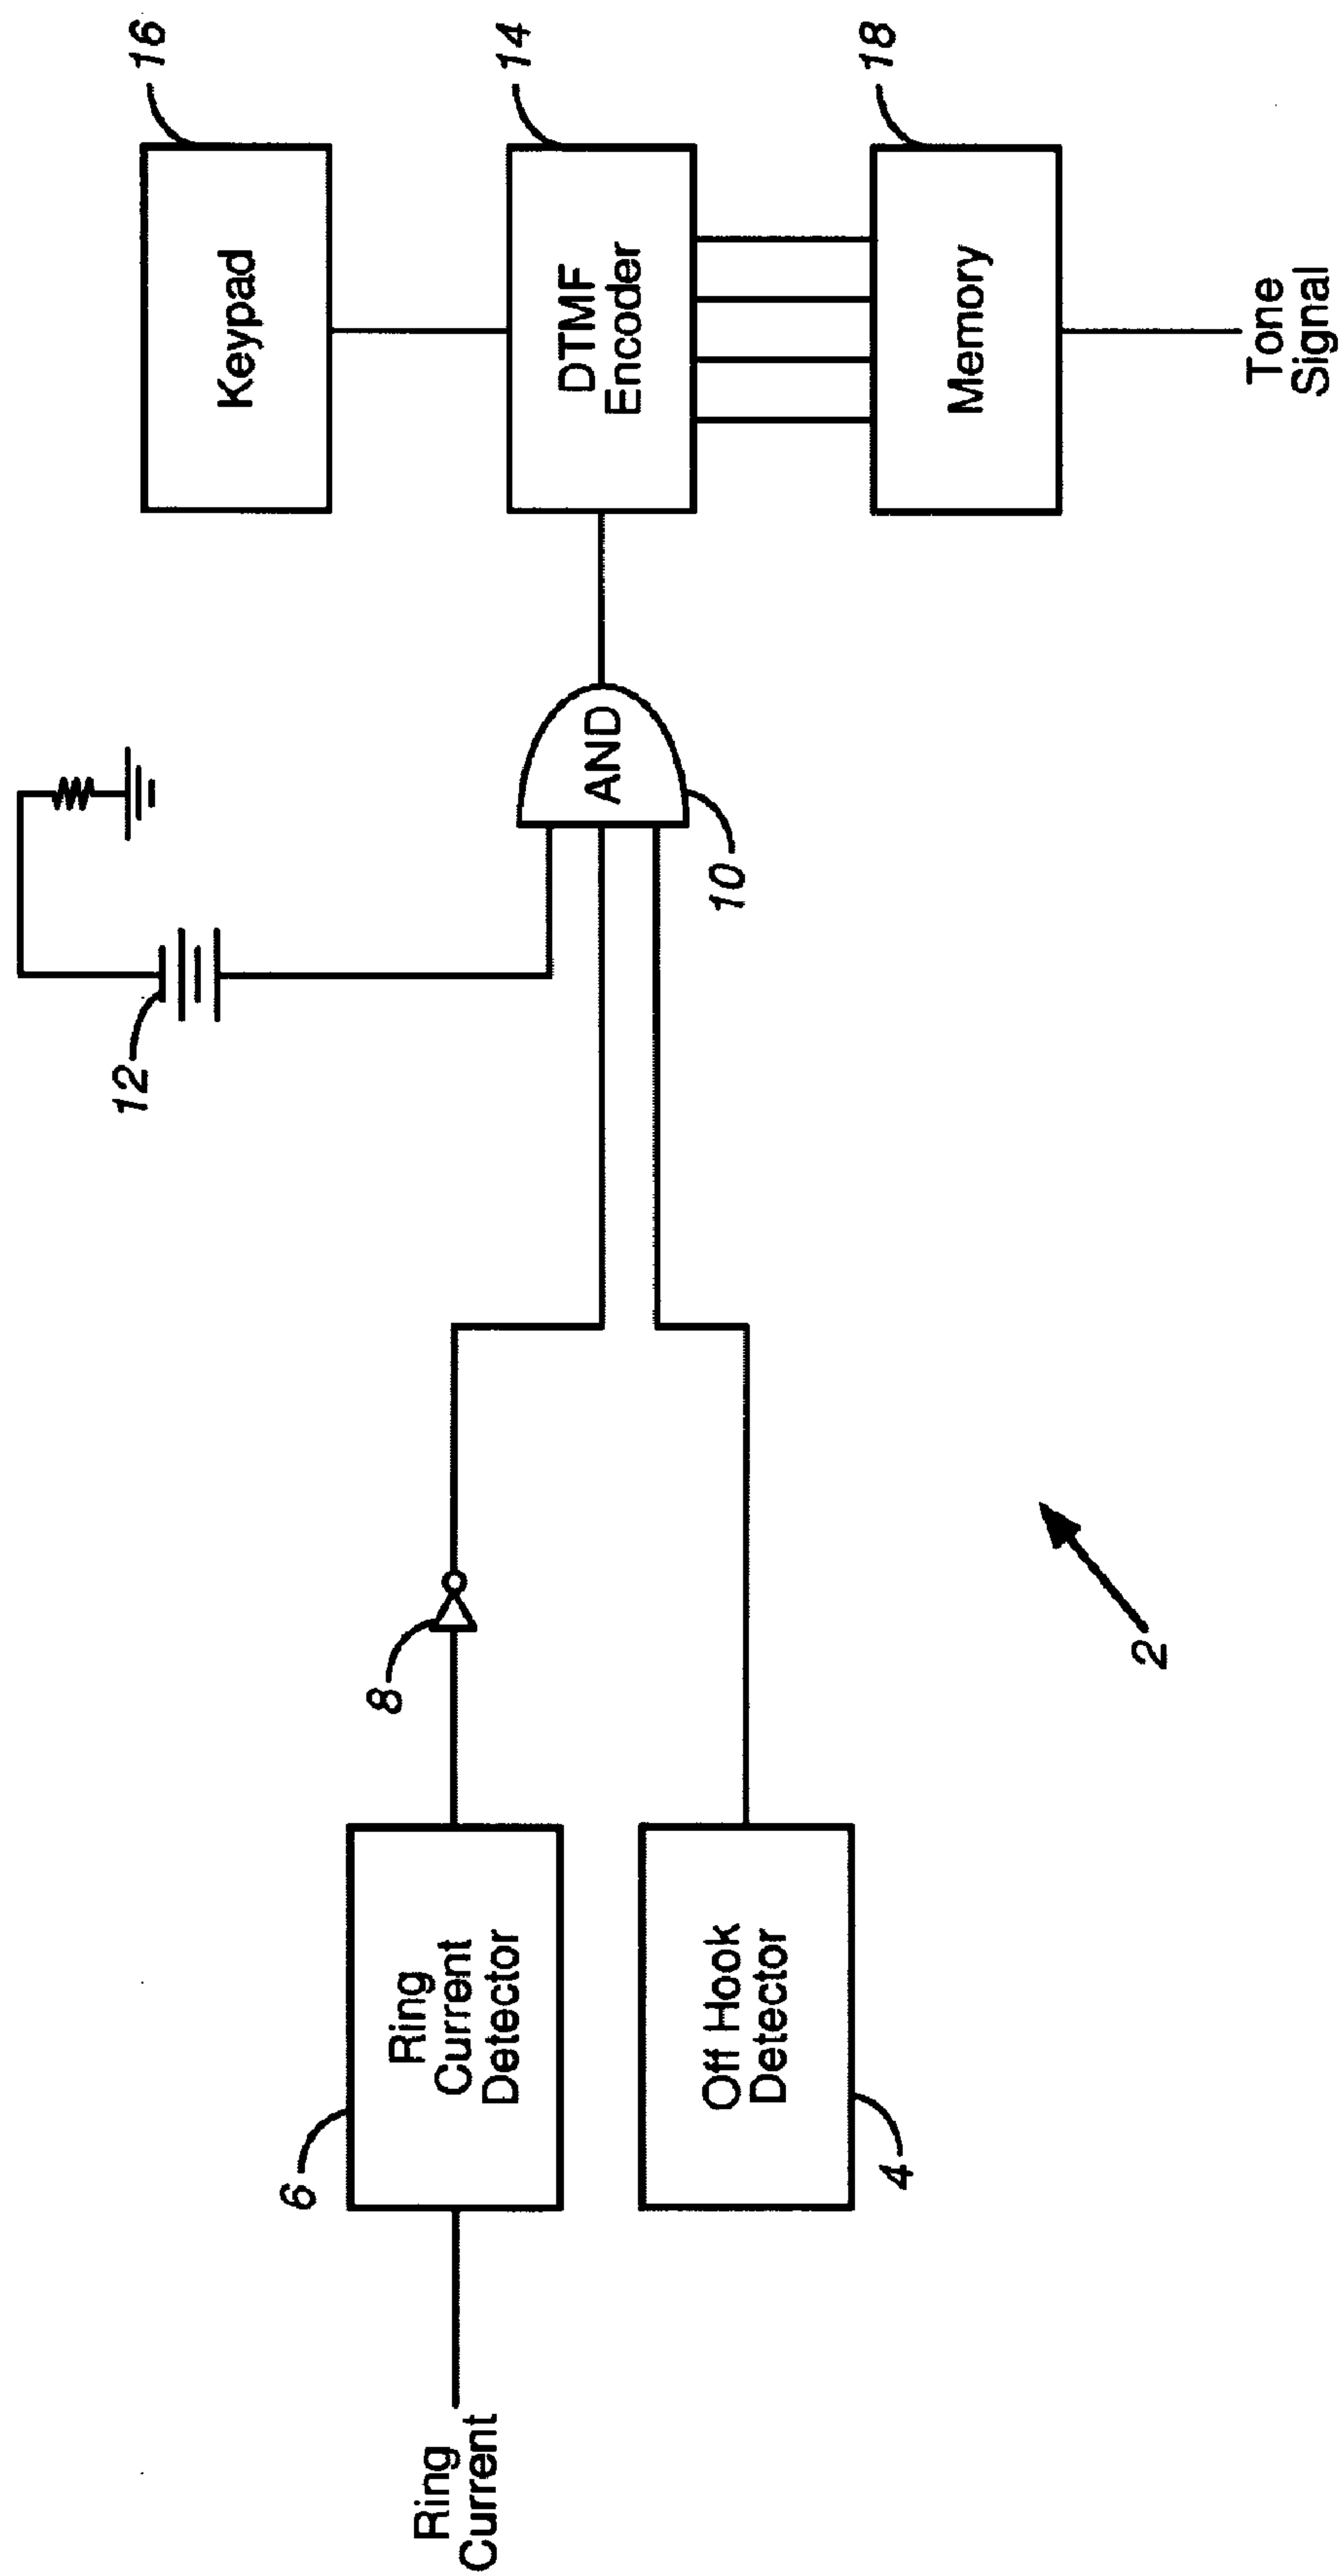 Ring
Current
6
Ring
Current
Detector
8
4
Off Hook
Detector
12
AND
10
16
Keypad
14
DTMF
Encoder
18
Memory
Tone
Signal
2